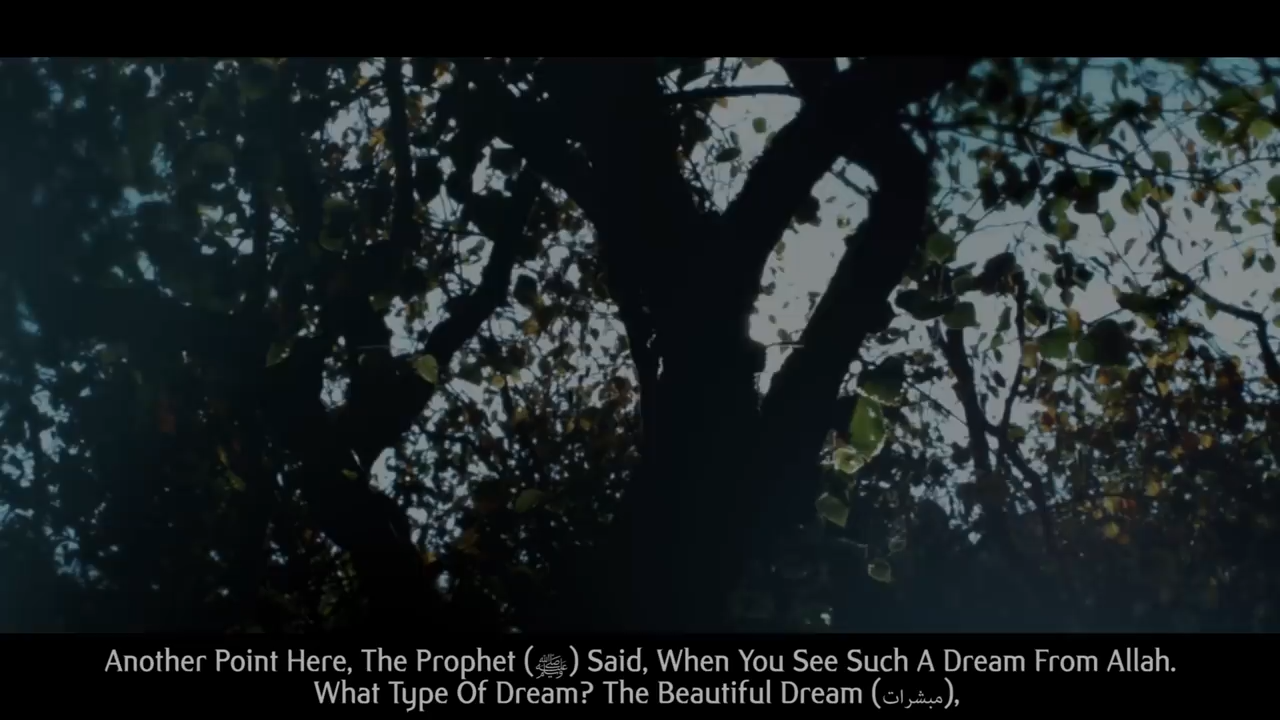 Another Point Here, The Prophet (ﷺ) Said, When You See Such A Dream From Allah.
What Type Of Dream? The Beautiful Dream (مبشرات),